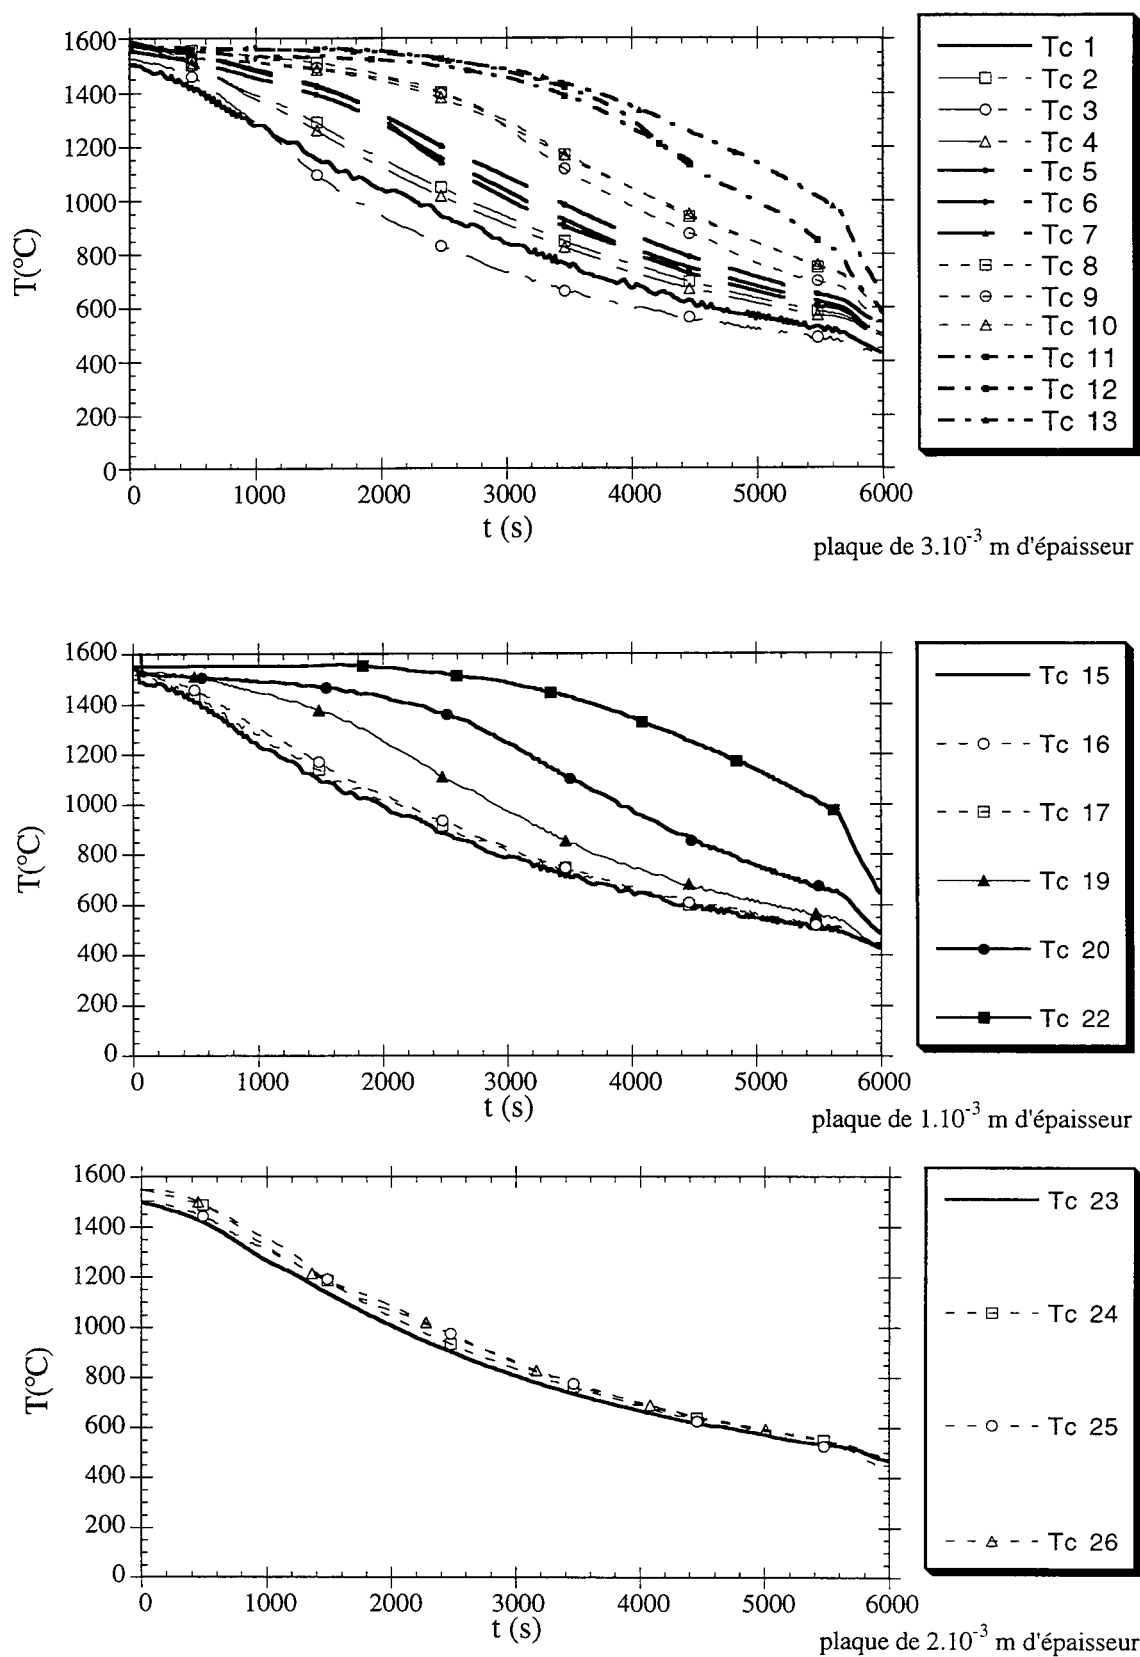 1600
1400
1200
1000
800
600
400
200
0
T(°C)
0 1000 2000 3000 4000 5000 6000
t (s)
Tc 1
Tc 2
Tc 3
Tc 4
Tc 5
Tc 6
Tc 7
Tc 8
Tc 9
Tc 10
Tc 11
Tc 12
Tc 13
plaque de 3.10-3 m d'épaisseur
1600
1400
1200
1000
800
600
400
200
0
T(°C)
0 1000 2000 3000 4000 5000 6000
t (s)
Tc 15
Tc 16
Tc 17
Tc 19
Tc 20
Tc 22
plaque de 1.10-3 m d'épaisseur
1600
1400
1200
1000
800
600
400
200
0
T(°C)
0 1000 2000 3000 4000 5000 6000
t (s)
Tc 23
Tc 24
Tc 25
Tc 26
plaque de 2.10-3 m d'épaisseur